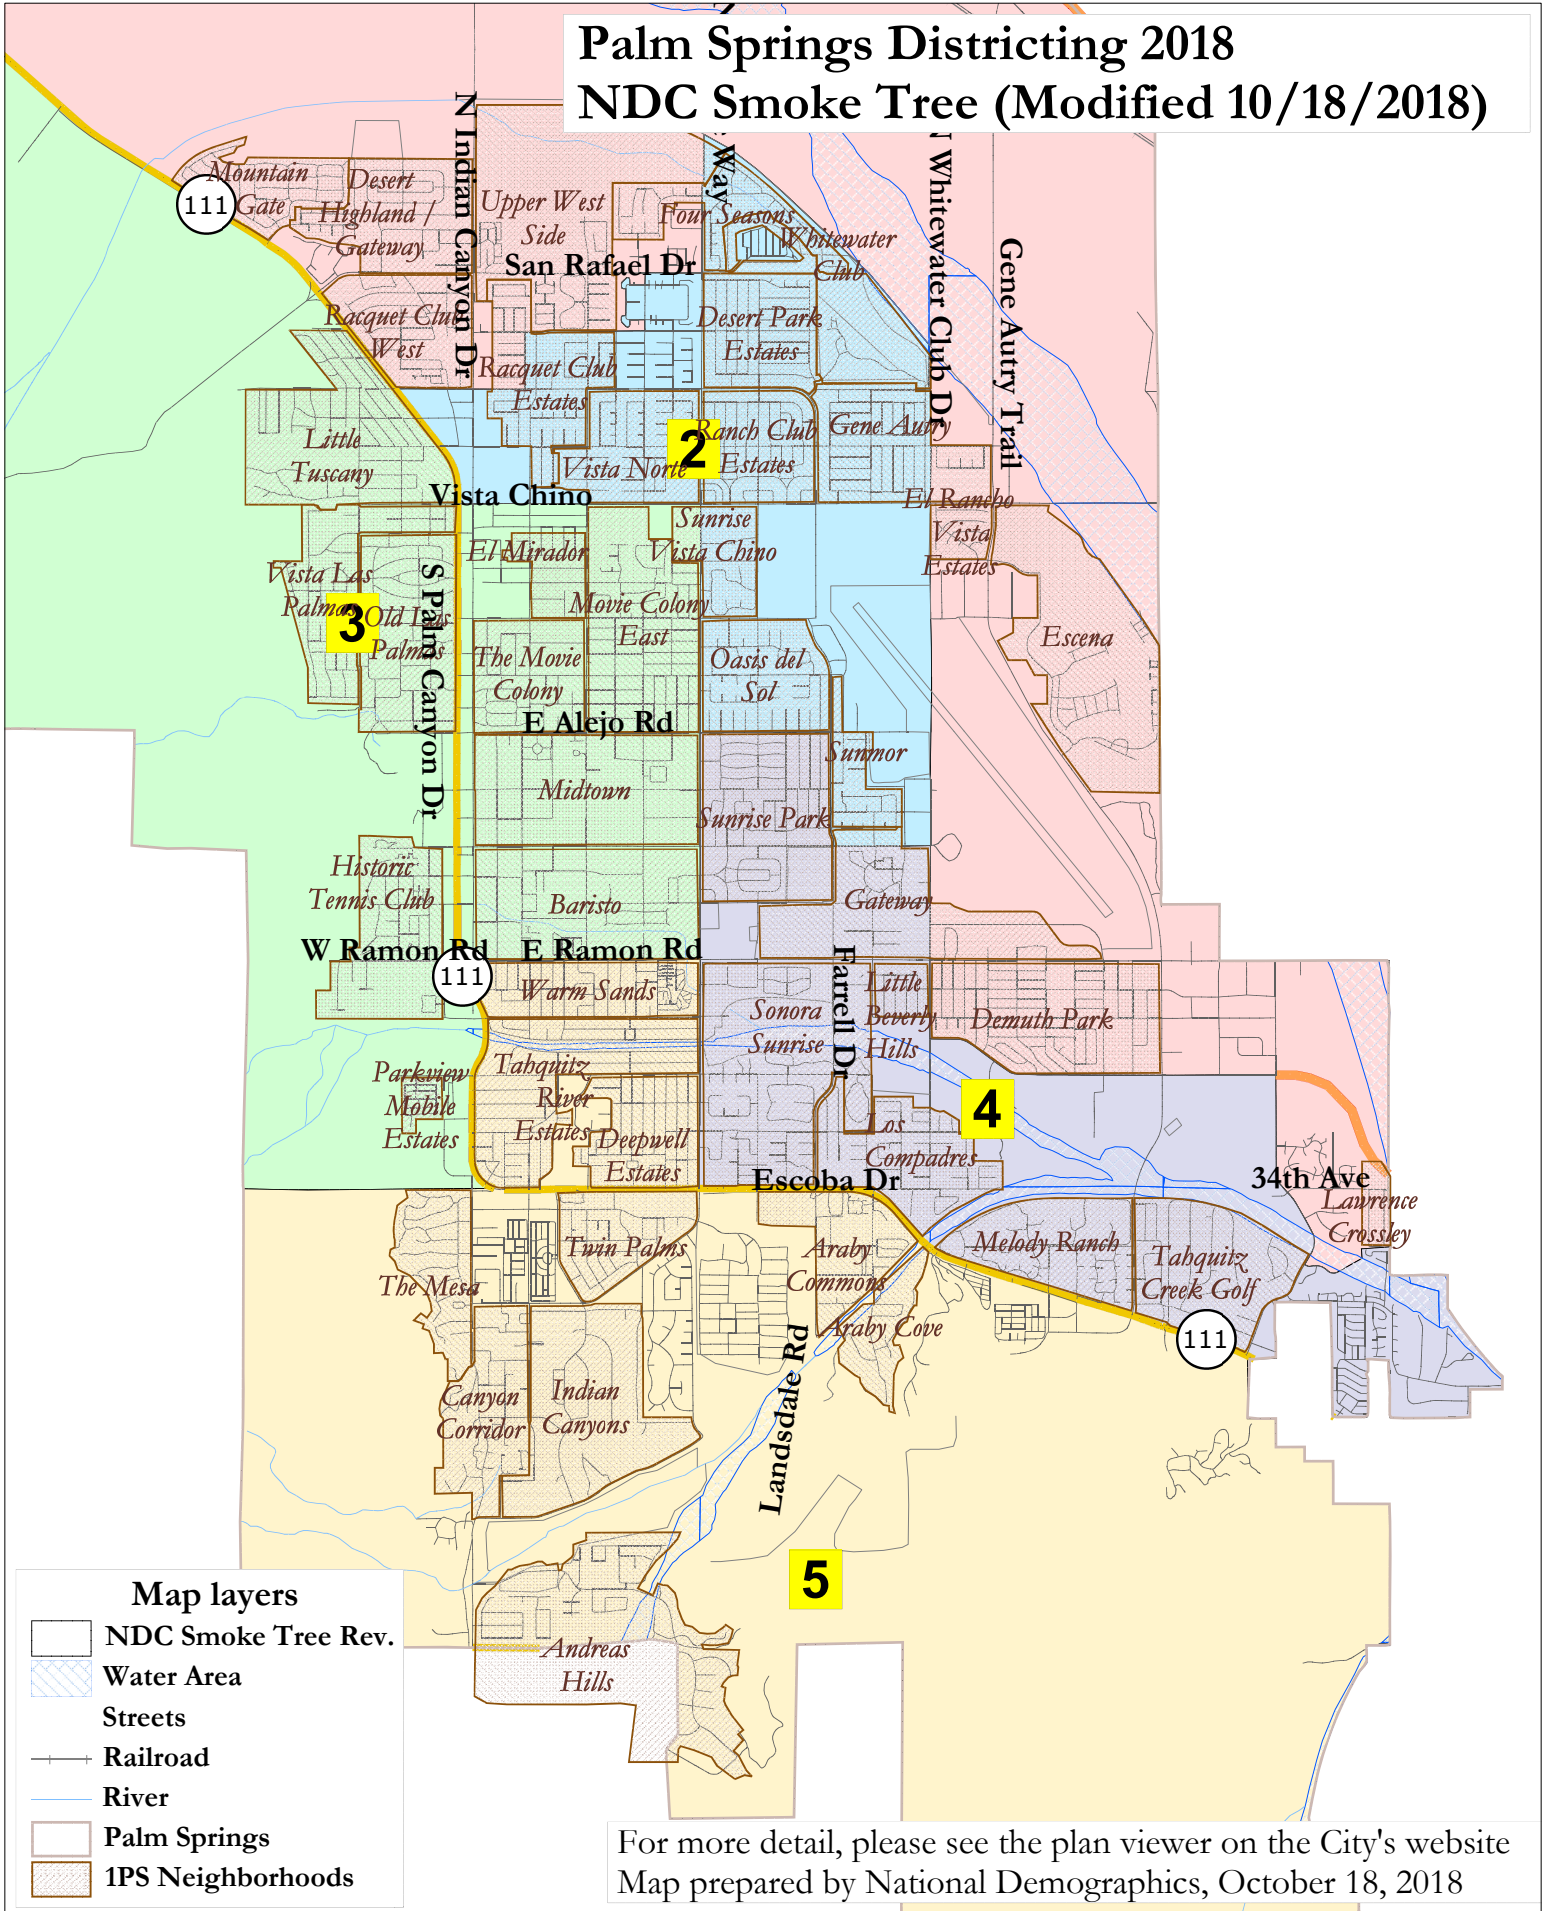 Palm Springs Districting 2018
NDC Smoke Tree (Modified 10/18/2018)
N Indian Canyon Dr
Way
N Whitewater Club Dr
Gene Autry Trail
Mountain
Gate
111
Desert
Highland /
Gateway
Upper West
Side
Four Seasons
Whitewater
Club
San Rafael Dr
Racquet Club
West
Desert Park
Estates
Racquet Club
Estates
Little
Tuscany
2
Ranch Club
Estates
Gene Autry
Vista Norte
Vista Chino
El Rancho
Vista
Estates
Sunrise
Vista Chino
El Mirador
S Palm Canyon Dr
Vista Las
Palmas
3
Old Las
Palmas
Movie Colony
East
The Movie
Colony
Oasis del
Sol
Escena
E Alejo Rd
Sunmor
Midtown
Sunrise Park
Historic
Tennis Club
Baristo
Gateway
W Ramon Rd
E Ramon Rd
111
Warm Sands
Farrell Dr
Sonora
Sunrise
Little
Beverly
Hills
Demuth Park
Parkview
Mobile
Estates
Tahquitz
River
Estates
Deepwell
Estates
4
Los
Compadres
Escoba Dr
34th Ave
Lawrence
Crossley
The Mesa
Twin Palms
Araby
Commons
Melody Ranch
Tahquitz
Creek Golf
Araby Cove
111
Landsdale Rd
Canyon
Corridor
Indian
Canyons
5
Andreas
Hills
Map layers
NDC Smoke Tree Rev.
Water Area
Streets
Railroad
River
Palm Springs
1PS Neighborhoods
For more detail, please see the plan viewer on the City's website
Map prepared by National Demographics, October 18, 2018